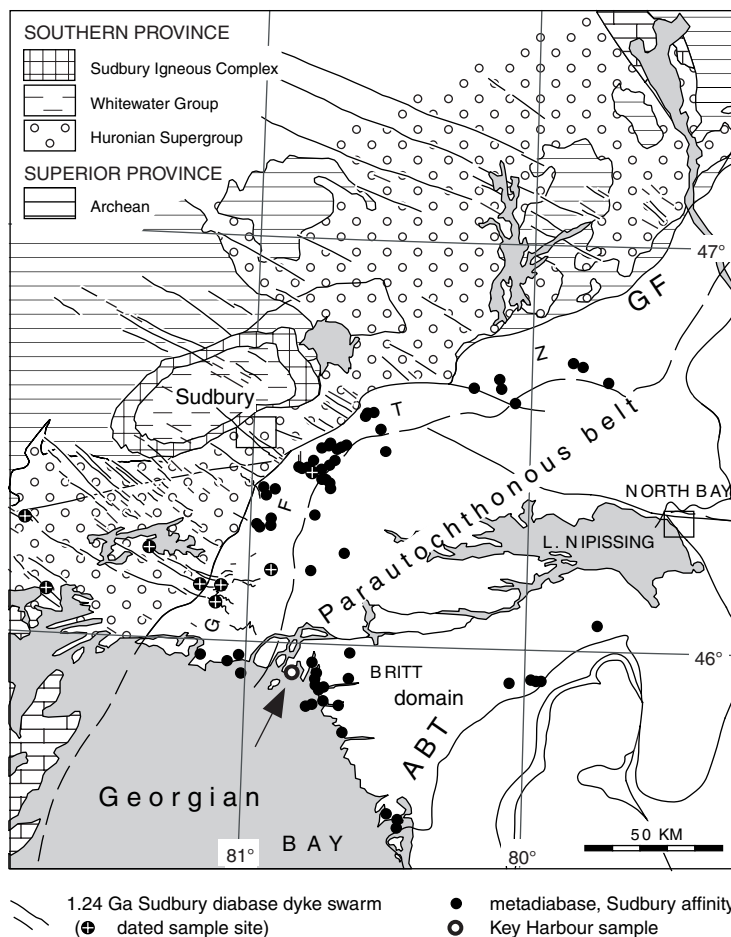 SOUTHERN PROVINCE
Sudbury Igneous Complex
Whitewater Group
Huronian Supergroup
SUPERIOR PROVINCE
Archean
47°
GF
Z
Sudbury
T
F
Parautochthonous belt
NORTH BAY
L. NIPISSING
G
46°
BRITT
domain
ABT
Georgian
BAY
81°
80°
50 KM
1.24 Ga Sudbury diabase dyke swarm
( dated sample site)
metadiabase, Sudbury affinity
Key Harbour sample